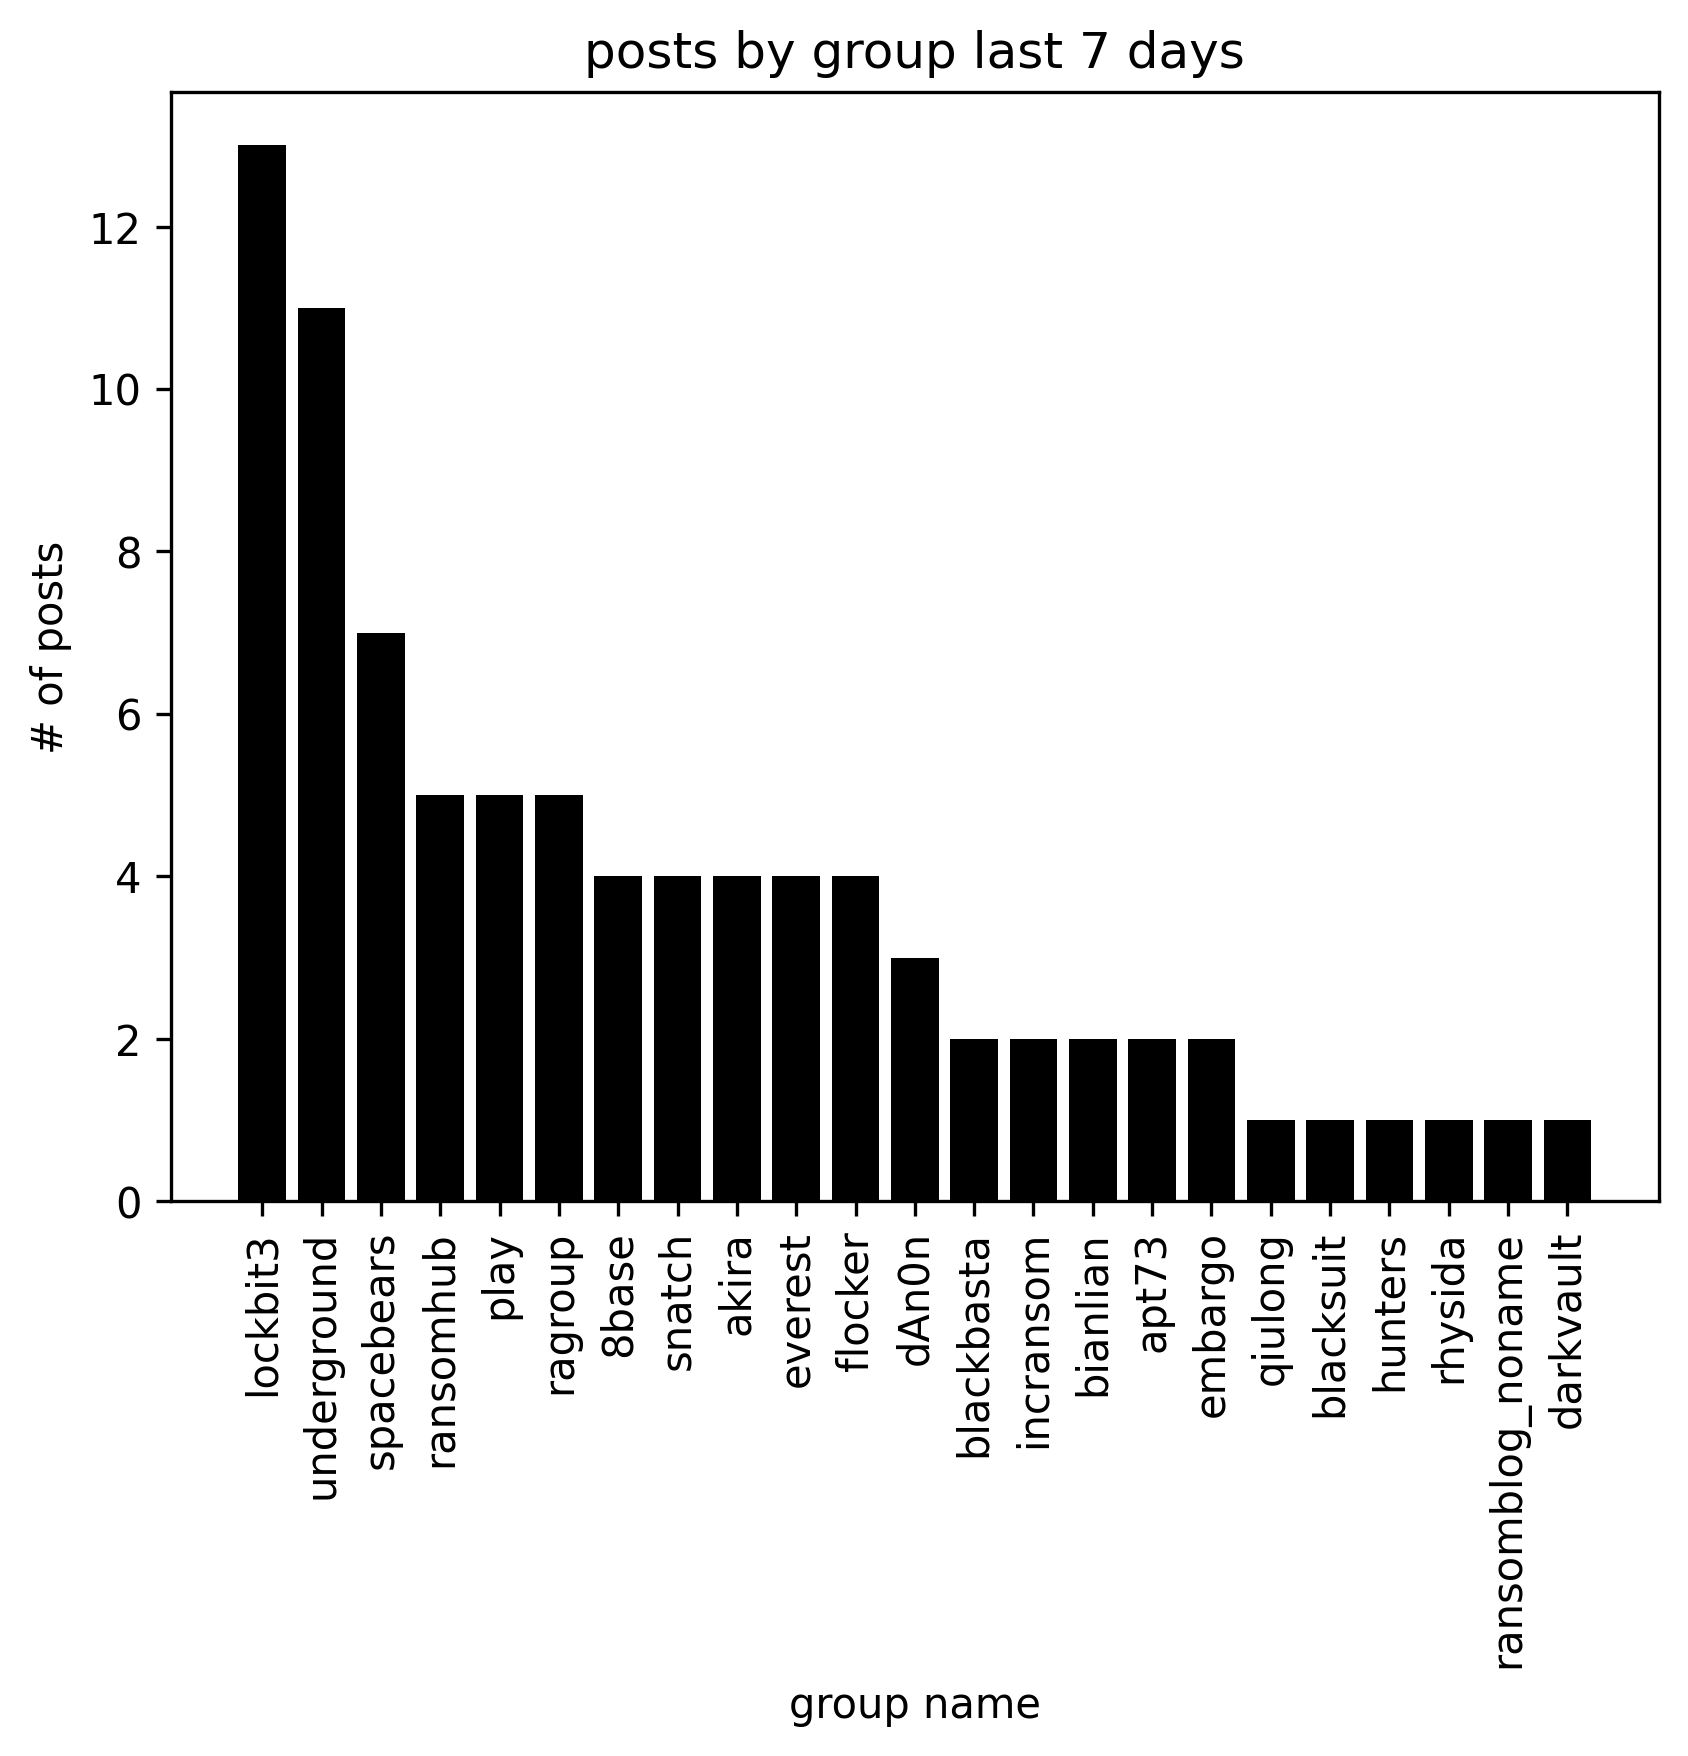 posts by group last 7 days
# of posts
12
10
8
6
4
2
0
lockbit3
underground
spacebears
ransomhub
play
ragroup
8base
snatch
akira
everest
flocker
dAn0n
blackbasta
incransom
bianlian
apt73
embargo
qiulong
blacksuit
hunters
rhysida
ransomblog_noname
darkvault
group name